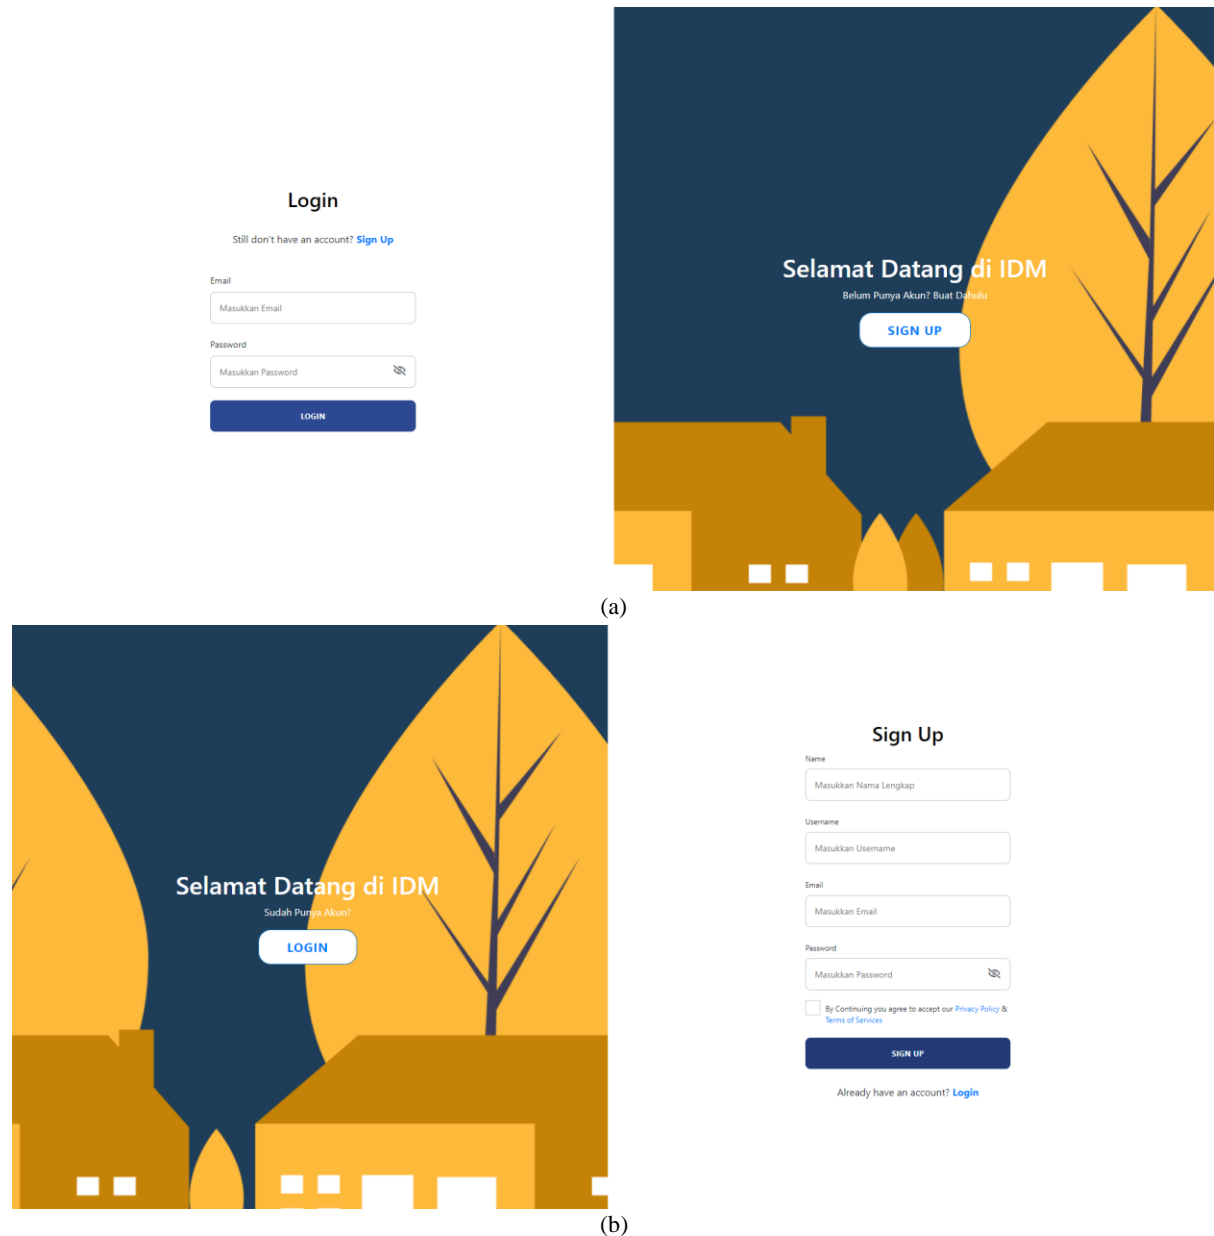 Login
Still don't have an account? Sign Up
Email
Masukkan Email
Password
Masukkan Password
LOGIN
Selamat Datang di IDM
Belum Punya Akun? Buat Dahulu
SIGN UP
(a)
Selamat Datang di IDM
Sudah Punya Akun?
LOGIN
Sign Up
Name
Masukkan Nama Lengkap
Username
Masukkan Username
Email
Masukkan Email
Password
Masukkan Password
By Continuing you agree to accept our Privacy Policy &
Terms of Services
SIGN UP
Already have an account? Login
(b)